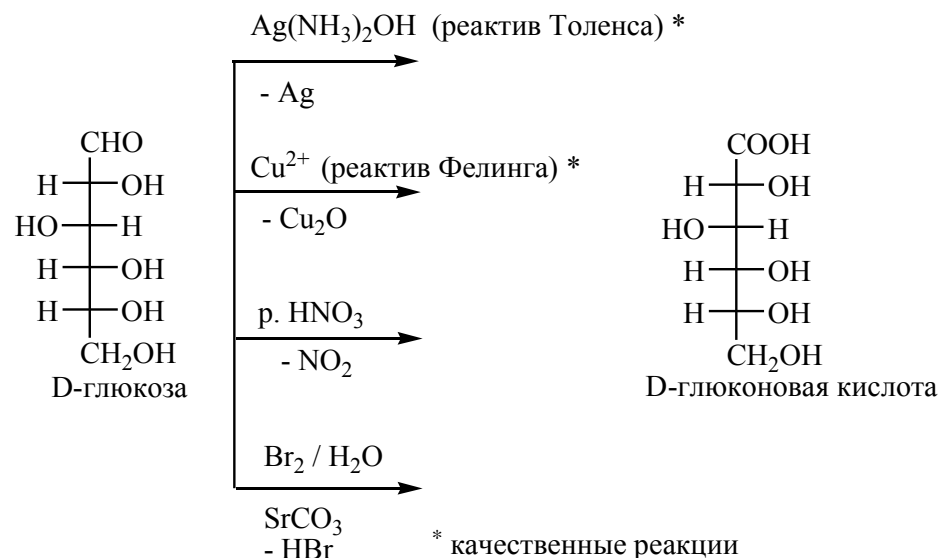 Ag(NH3)2OH (реактив Толенса) *
- Ag
CHO
H OH
HO H
H OH
H OH
CH2OH
D-глюкоза
Cu2+ (реактив Фелинга) *
- Cu2O
р. HNO3
- NO2
Br2 / H2O
SrCO3
- HBr
COOH
H OH
HO H
H OH
H OH
CH2OH
D-глюконовая кислота
* качественные реакции